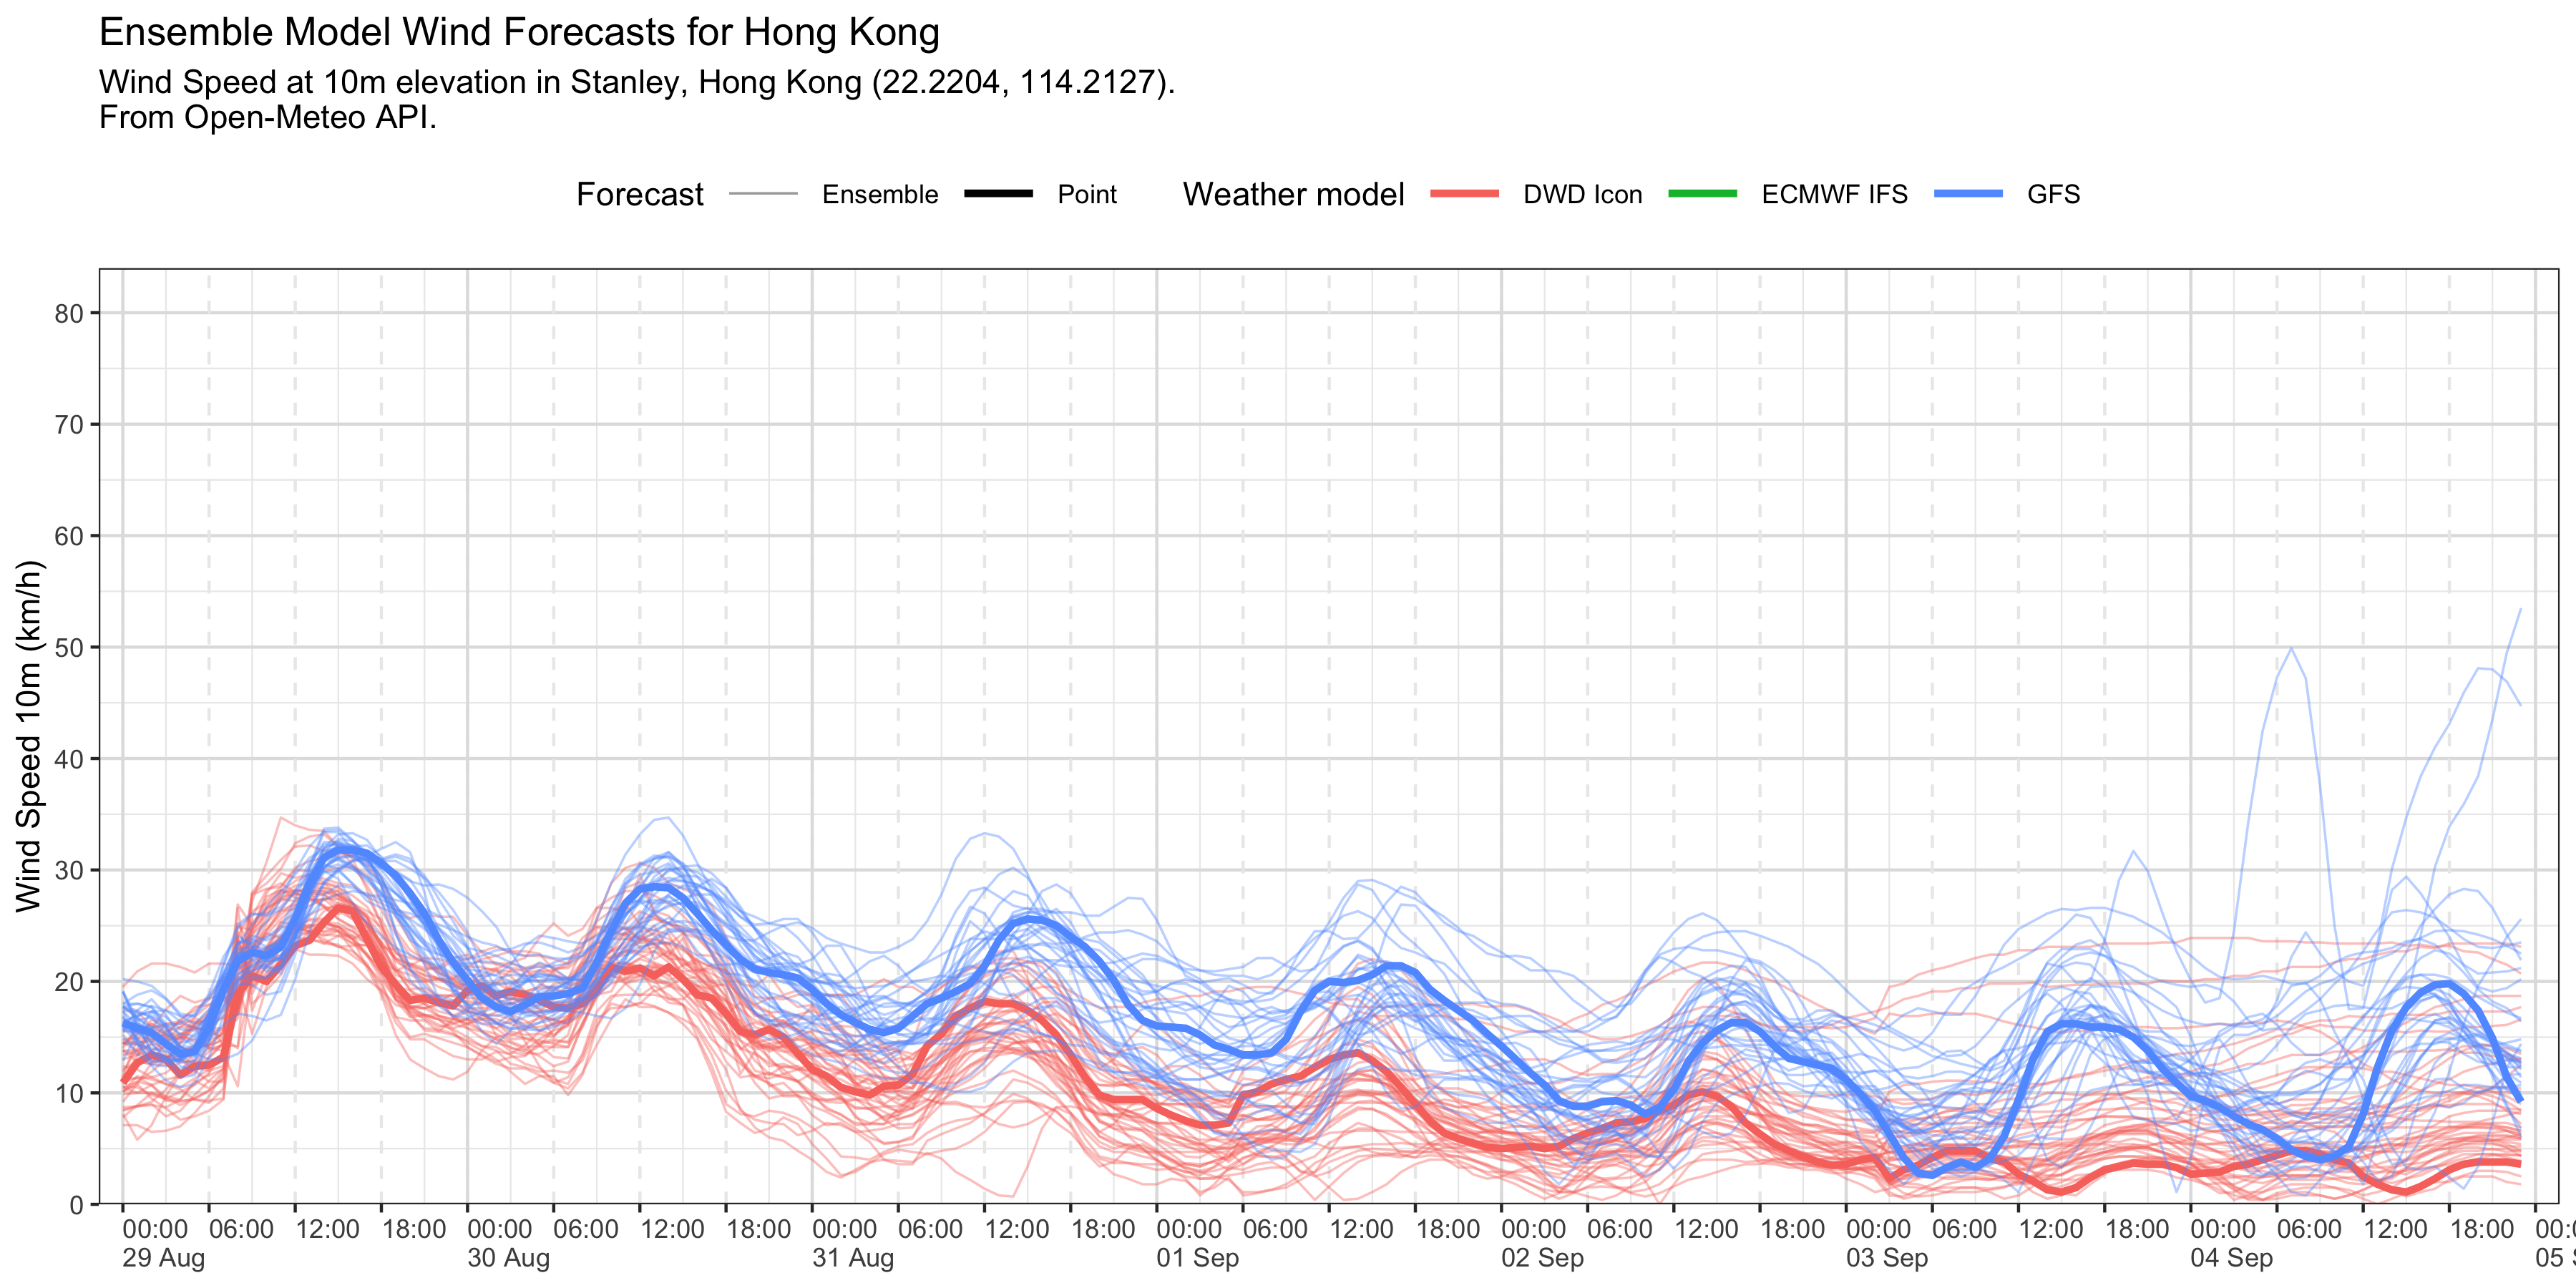 Ensemble Model Wind Forecasts for Hong Kong
Wind Speed at 10m elevation in Stanley, Hong Kong (22.2204, 114.2127).
From Open-Meteo API.
Forecast Ensemble Point Weather model DWD Icon ECMWF IFS GFS
Wind Speed 10m (km/h)
80
70
60
50
40
30
20
10
0
00:00 06:00 12:00 18:00 00:00 06:00 12:00 18:00 00:00 06:00 12:00 18:00 00:00 06:00 12:00 18:00 00:00 06:00 12:00 18:00 00:00 06:00 12:00 18:00 00:00 06:00 12:00 18:00 00:0
29 Aug 30 Aug 31 Aug 01 Sep 02 Sep 03 Sep 04 Sep 05